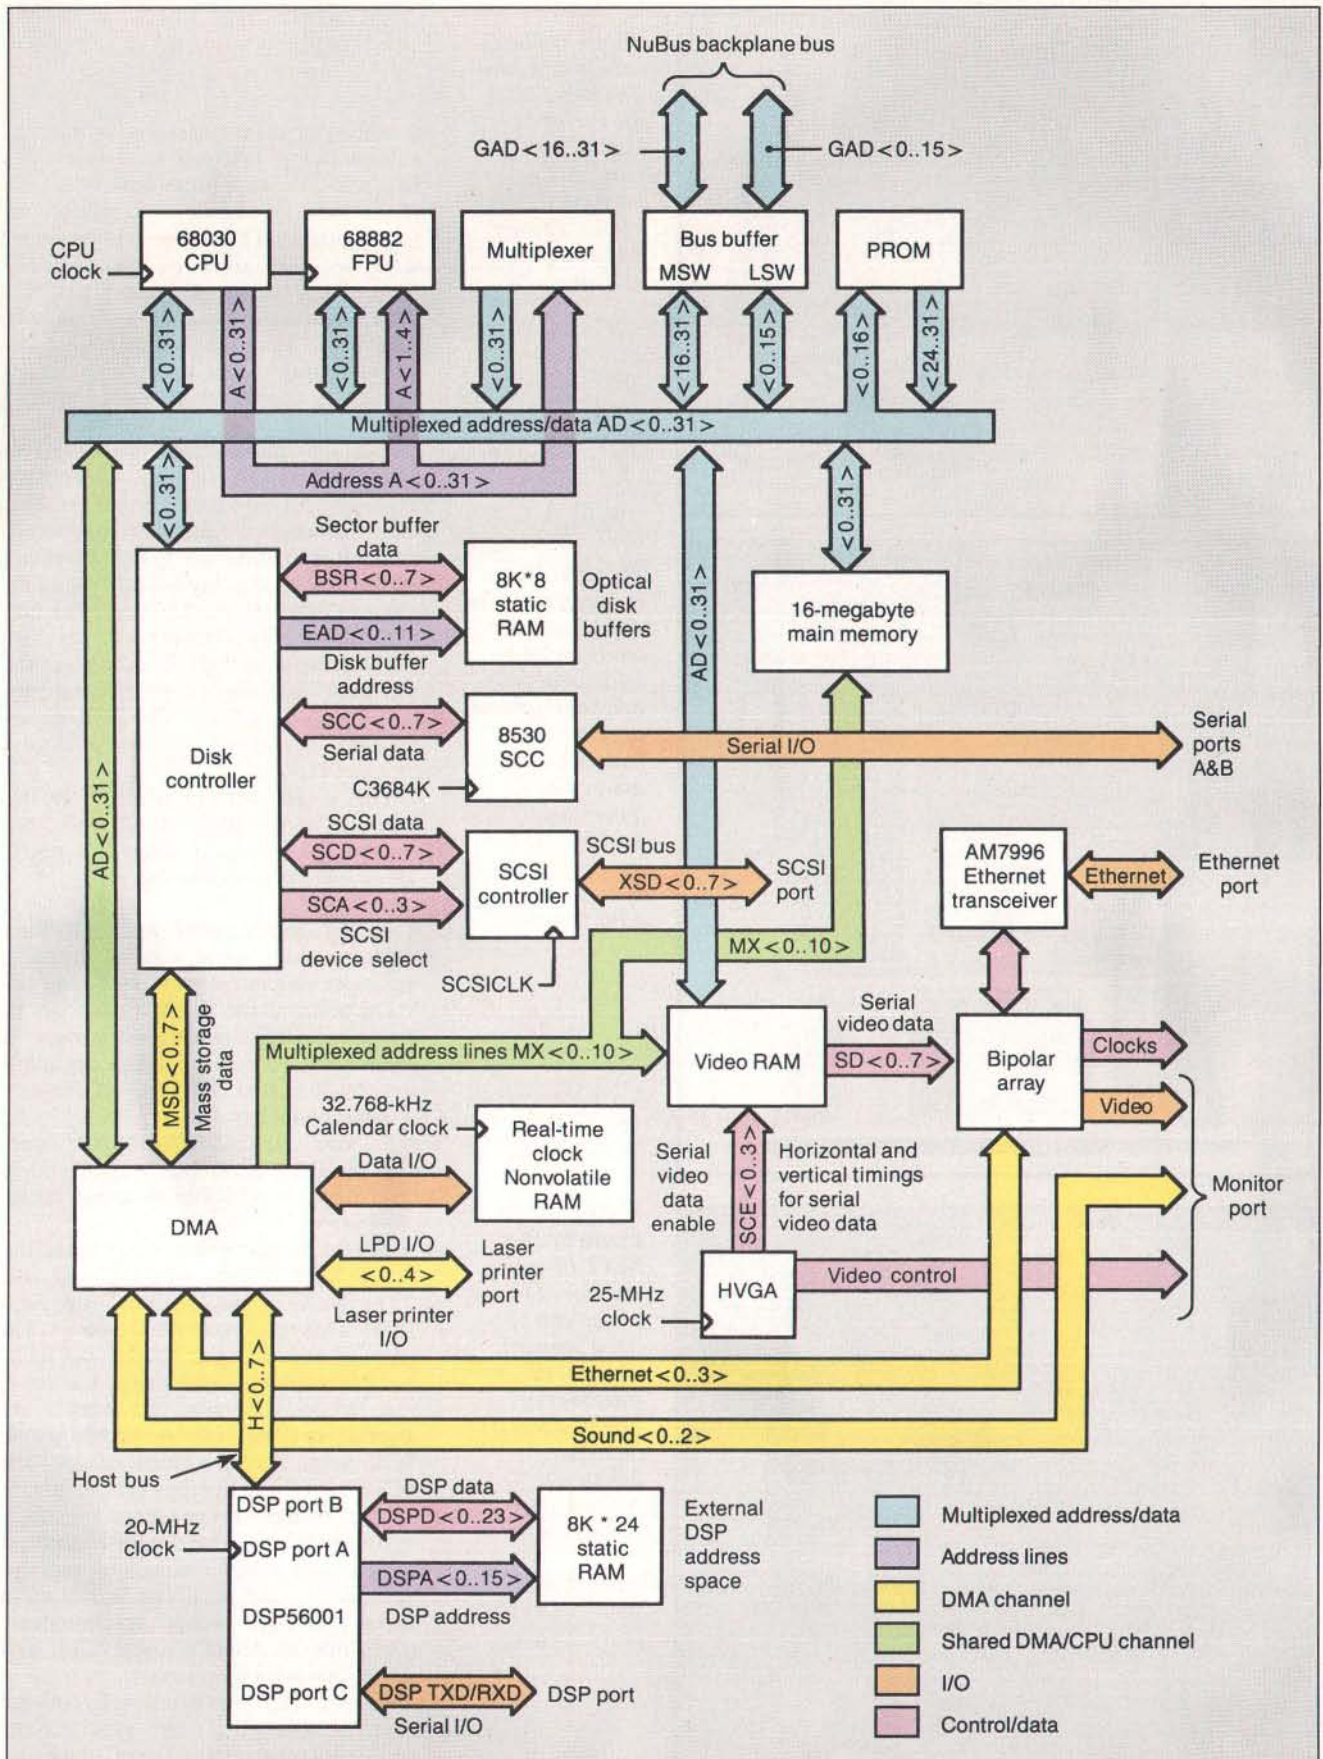 NuBus backplane bus
GAD<16..31>
GAD<0..15>
CPU
clock
68030
CPU
68882
FPU
Multiplexer
Bus buffer
MSW LSW
PROM
<0..31>
A<0..31>
<0..31>
A<1..4>
<0..31>
<16..31>
<0..15>
<0..16>
<24..31>
Multiplexed address/data AD<0..31>
Address A<0..31>
<0..31>
<0..31>
AD<0..31>
AD<0..31>
Sector buffer
data
BSR<0..7>
EAD<0..11>
Disk buffer
address
8K*8
static
RAM
Optical
disk
buffers
16-megabyte
main memory
Disk
controller
SCC<0..7>
Serial data
C3684K
8530
SCC
Serial I/O
Serial
ports
A&B
SCSI data
SCD<0..7>
SCA<0..3>
SCSI
device select
SCSI
controller
SCSICLK
SCSI bus
XSD<0..7>
SCSI
port
AM7996
Ethernet
transceiver
Ethernet
Ethernet
port
MX<0..10>
MSD<0..7>
Mass storage
data
Multiplexed address lines MX<0..10>
Video RAM
Serial
video data
SD<0..7>
Bipolar
array
Clocks
Video
32.768-kHz
Calendar clock
Real-time
clock
Nonvolatile
RAM
Data I/O
DMA
LPD I/O
<0..4>
Laser printer
I/O
Laser
printer
port
Serial
video
data
enable
SCE<0..3>
Horizontal and
vertical timings
for serial
video data
Monitor
port
25-MHz
clock
HVGA
Video control
Ethernet<0..3>
H<0..7>
Sound<0..2>
Host bus
20-MHz
clock
DSP port B
DSP port A
DSP56001
DSP port C
DSP data
DSPD<0..23>
DSPA<0..15>
DSP address
8K * 24
static
RAM
External
DSP
address
space
DSP TXD/RXD
Serial I/O
DSP port
Multiplexed address/data
Address lines
DMA channel
Shared DMA/CPU channel
I/O
Control/data